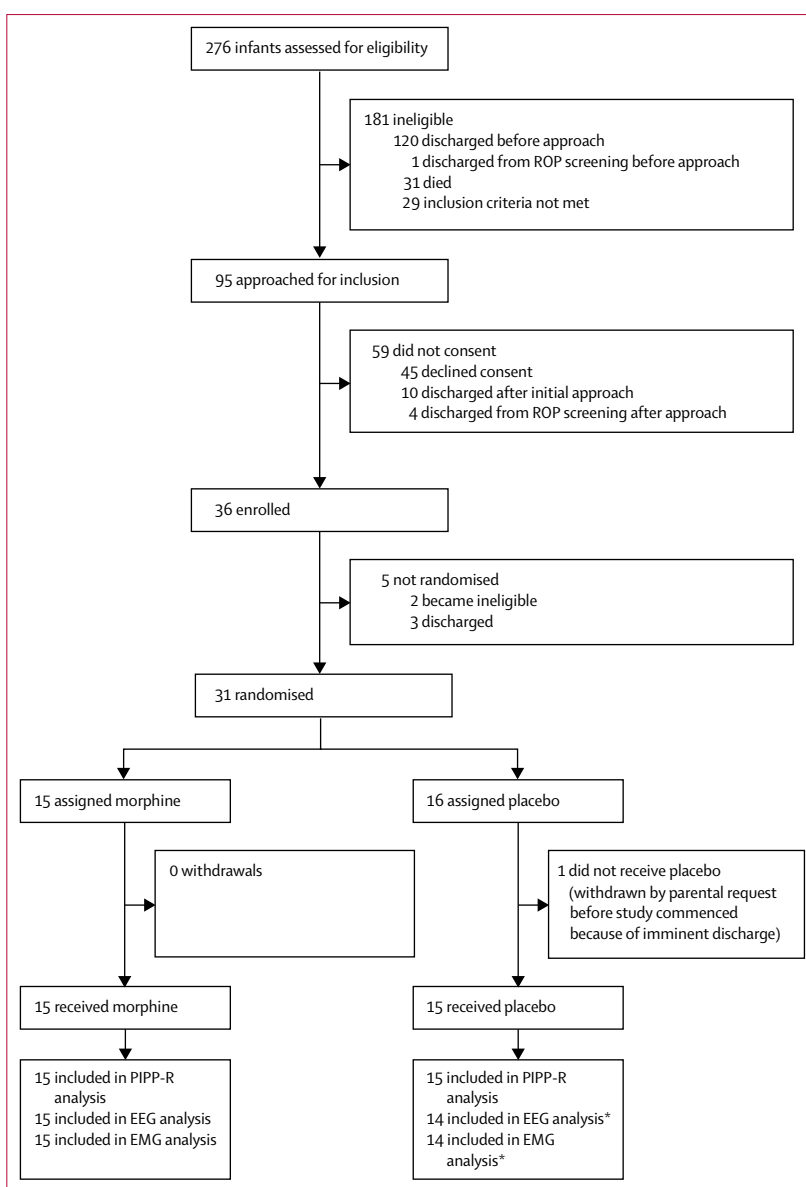 276 infants assessed for eligibility
181 ineligible
120 discharged before approach
1 discharged from ROP screening before approach
31 died
29 inclusion criteria not met
95 approached for inclusion
59 did not consent
45 declined consent
10 discharged after initial approach
4 discharged from ROP screening after approach
36 enrolled
5 not randomised
2 became ineligible
3 discharged
31 randomised
15 assigned morphine
16 assigned placebo
0 withdrawals
1 did not receive placebo
(withdrawn by parental request
before study commenced
because of imminent discharge)
15 received morphine
15 received placebo
15 included in PIPP-R
analysis
15 included in EEG analysis
15 included in EMG analysis
15 included in PIPP-R
analysis
14 included in EEG analysis*
14 included in EMG
analysis*